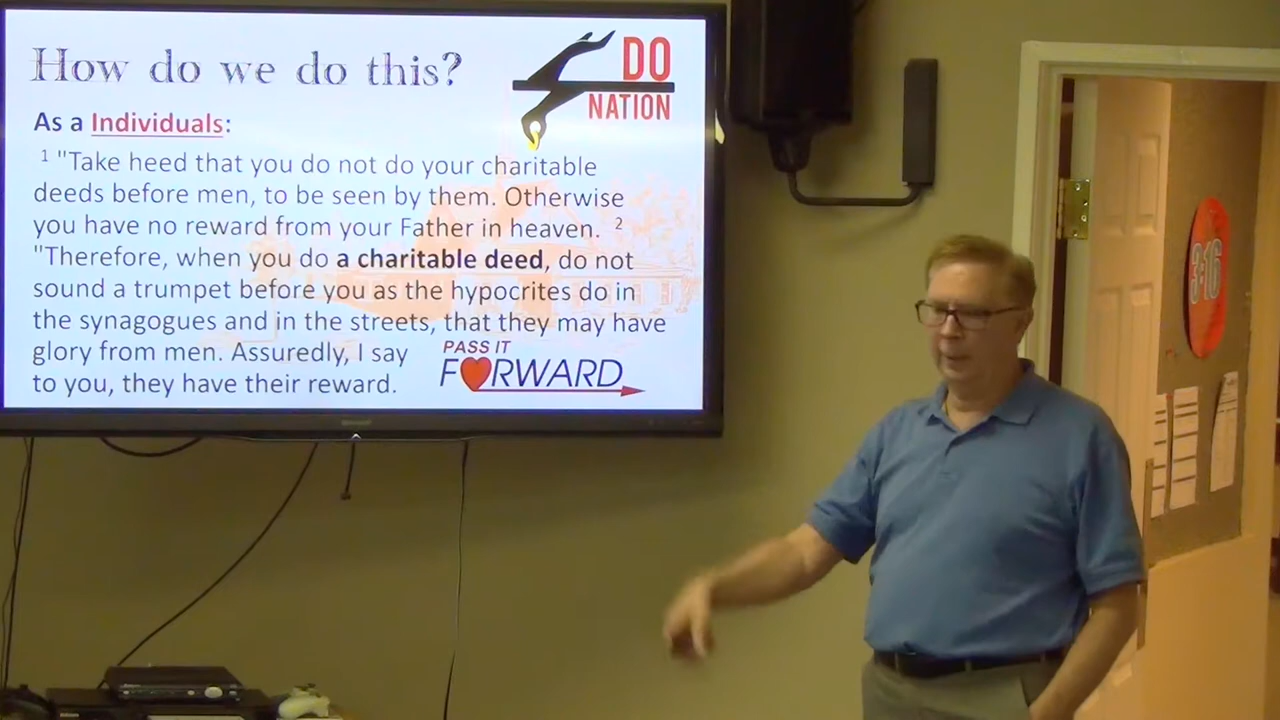 How do we do this?
DO
NATION
As a Individuals:
1 "Take heed that you do not do your charitable
deeds before men, to be seen by them. Otherwise
you have no reward from your Father in heaven. 2
"Therefore, when you do a charitable deed, do not
sound a trumpet before you as the hypocrites do in
the synagogues and in the streets, that they may have
glory from men. Assuredly, I say
to you, they have their reward.
PASS IT
FORWARD
3:16